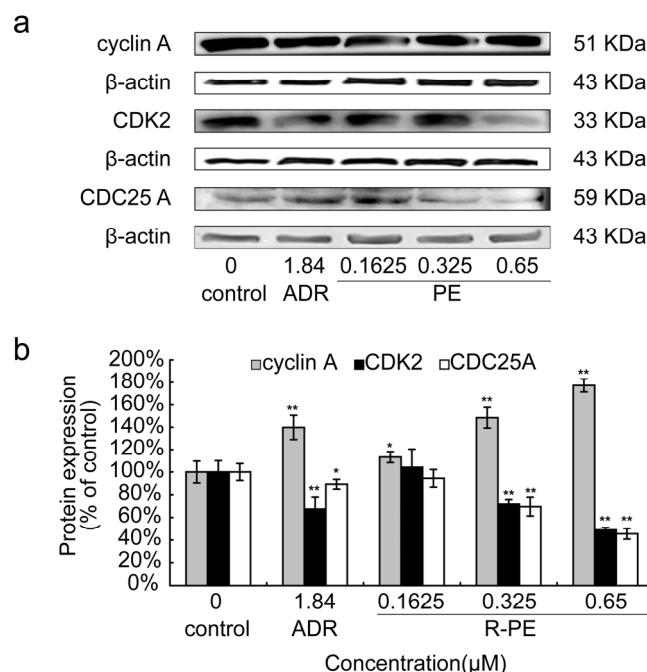 a
cyclin A 51 KDa
β-actin 43 KDa
CDK2 33 KDa
β-actin 43 KDa
CDC25 A 59 KDa
β-actin 43 KDa
0 1.84 0.1625 0.325 0.65
control ADR PE
b
200%
180%
160%
140%
120%
100%
80%
60%
40%
20%
0%
Protein expression
(% of control)
cyclin A CDK2 CDC25A
** ** * * ** ** ** ** ** **
0 1.84 0.1625 0.325 0.65
control ADR R-PE
Concentration(μM)